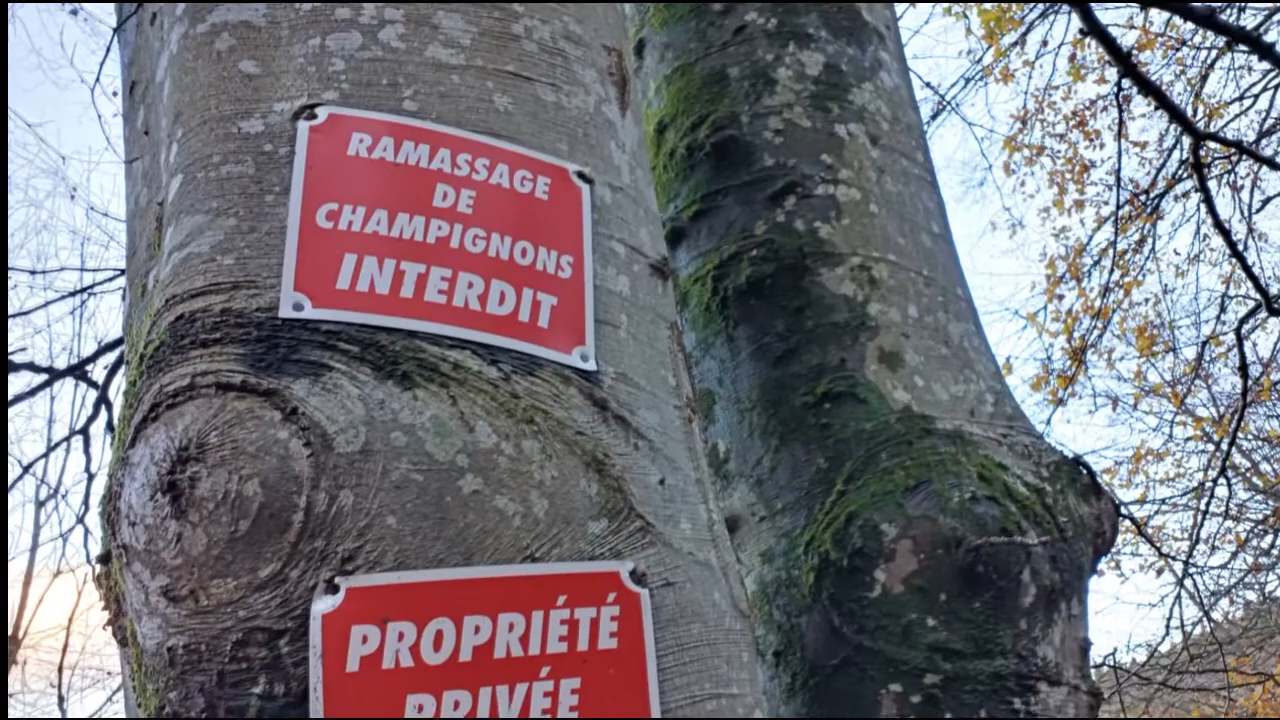 RAMASSAGE
DE
CHAMPIGNONS
INTERDIT
PROPRIÉTÉ
PRIVÉE